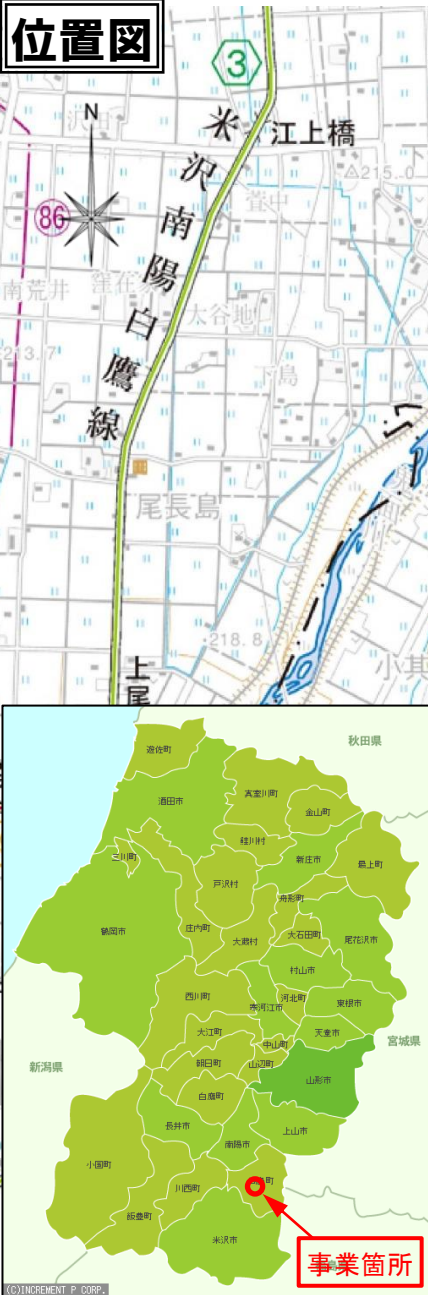 位置図
3
米沢南陽白鷹線
江上橋
沢田
N
△215.0
下
萱中
86
南荒井
窪在
大谷地
213.7
下島
尾長島
・218.8
小其
上尾
秋田県
遊佐町
酒田市
真室川町
金山町
鮭川村
新庄市
最上町
三川町
戸沢村
舟形町
鶴岡市
庄内町
大蔵村
大石田町
尾花沢市
村山市
西川町
寒河江市
河北町
東根市
大江町
天童市
中山町
宮城県
朝日町
山辺町
山形市
新潟県
白鷹町
長井市
上山市
南陽市
小国町
川西町
町
飯豊町
米沢市
事業箇所
(C)INCREMENT P CORP.